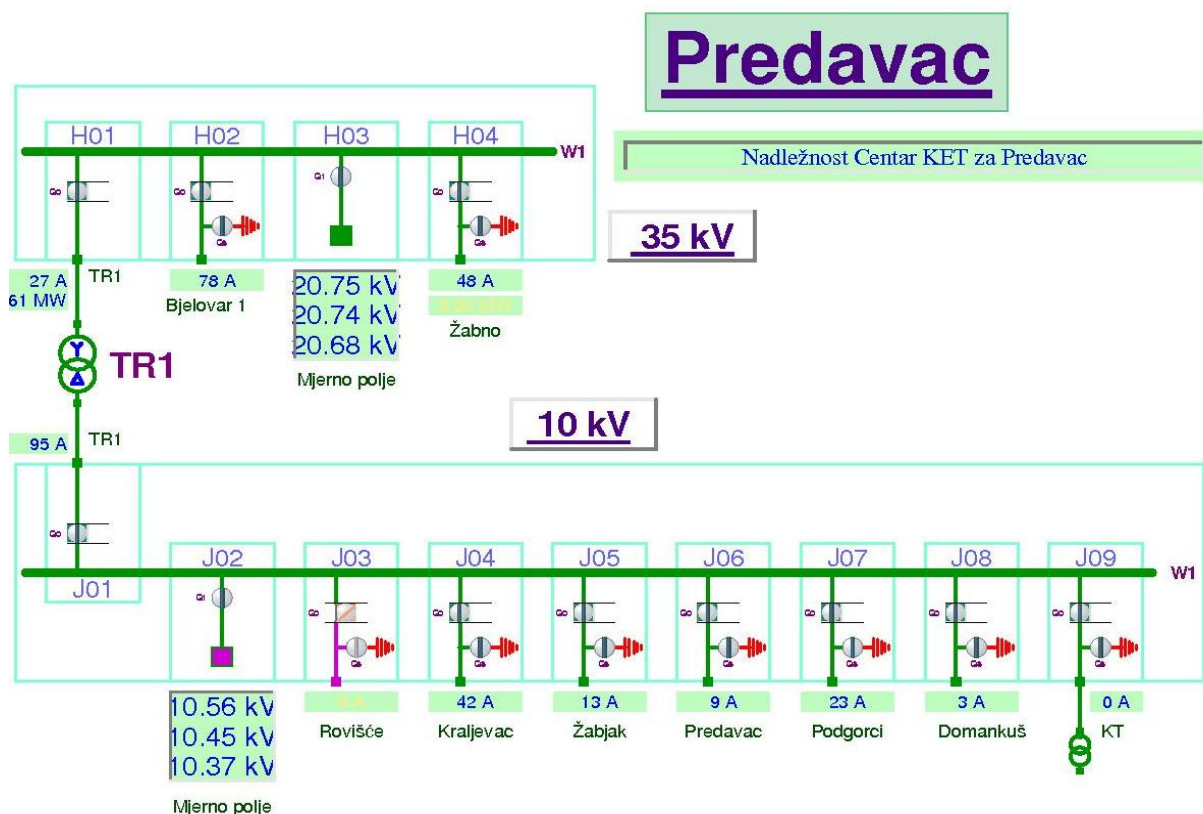 Predavac
Nadležnost Centar KET za Predavac
H01 H02 H03 H04
W1
35 kV
27 A TR1 78 A 20.75 kV 48 A
61 MW Bjelovar 1 20.74 kV
20.68 kV Žabno
Mjerno polje
TR1
10 kV
95 A TR1
J01
J02 J03 J04 J05 J06 J07 J08 J09
W1
10.56 kV 42 A 13 A 9 A 23 A 3 A 0 A
10.45 kV Rovišće Kraljevac Žabjak Predavac Podgorci Domankuš KT
10.37 kV
Mjerno polje